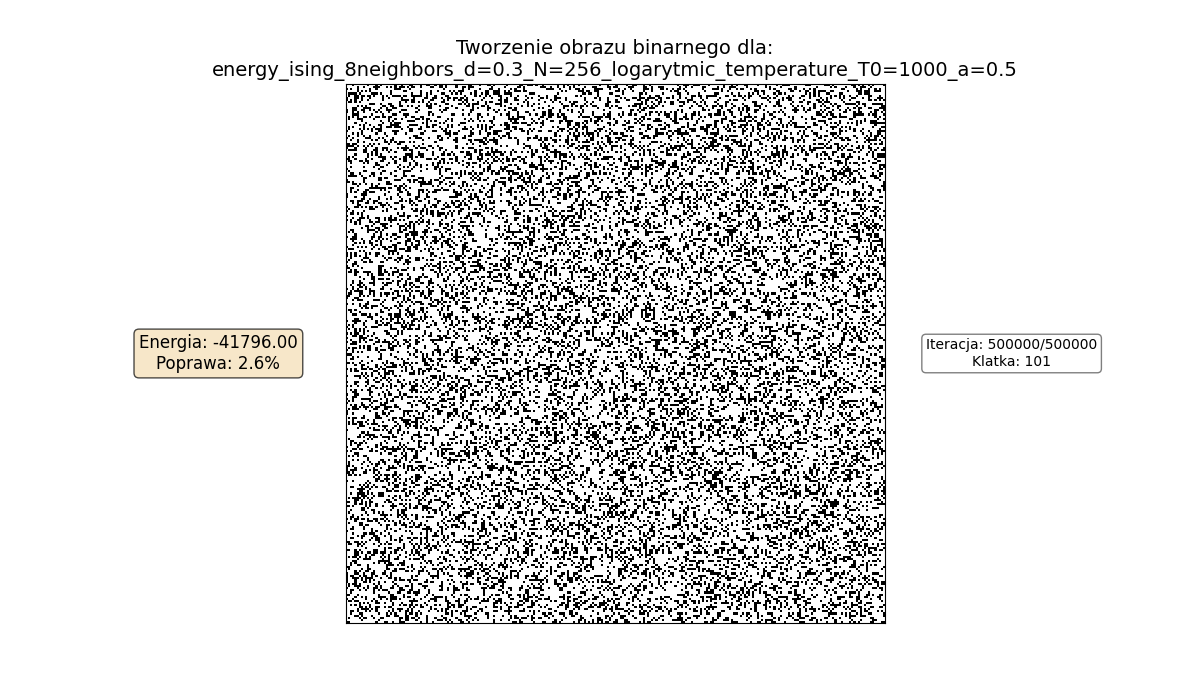 Tworzenie obrazu binarnego dla:
energy_ising_8neighbors_d=0.3_N=256_logarytmic_temperature_T0=1000_a=0.5
Energia: -41796.00
Poprawa: 2.6%
Iteracja: 500000/500000
Klatka: 101